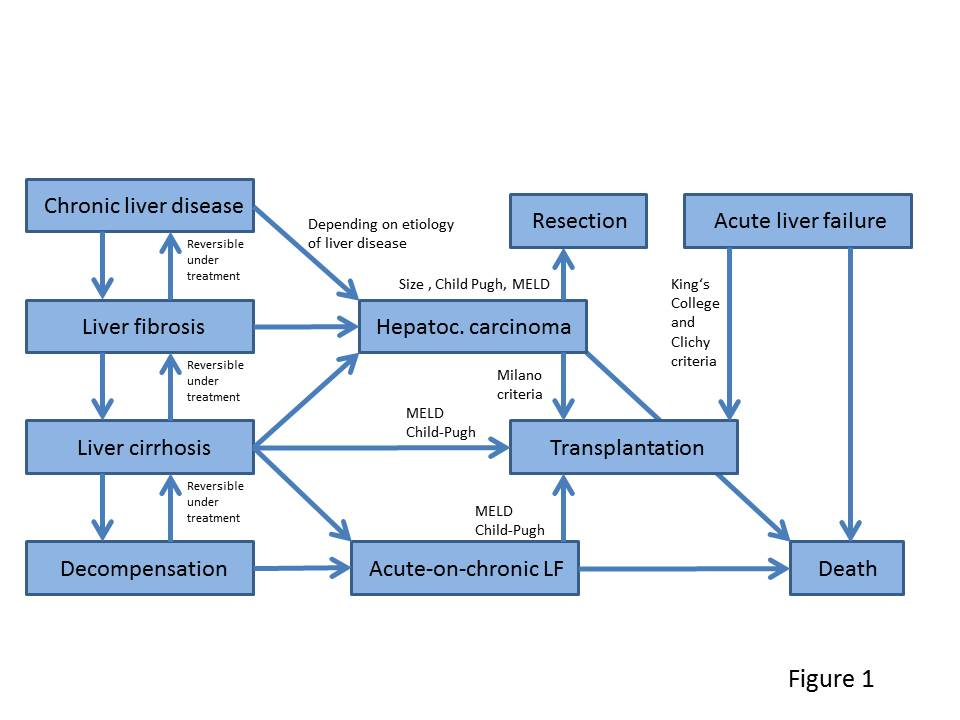 Chronic liver disease
Resection
Acute liver failure
Depending on etiology
of liver disease
Reversible
under
treatment
Size , Child Pugh, MELD
King‘s
College
and
Clichy
criteria
Liver fibrosis
Hepatoc. carcinoma
Reversible
under
treatment
Milano
criteria
MELD
Child-Pugh
Liver cirrhosis
Transplantation
Reversible
under
treatment
MELD
Child-Pugh
Decompensation
Acute-on-chronic LF
Death
Figure 1